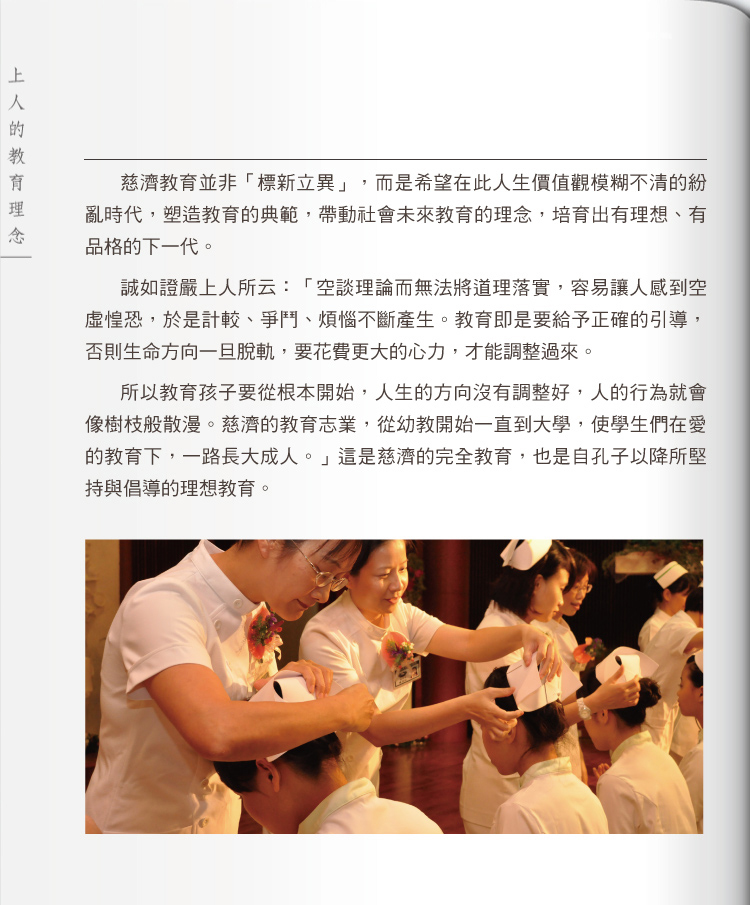 上人的教育理念
慈濟教育並非「標新立異」，而是希望在此人生價值觀模糊不清的紛
亂時代，塑造教育的典範，帶動社會未來教育的理念，培育出有理想、有
品格的下一代。
誠如證嚴上人所云：「空談理論而無法將道理落實，容易讓人感到空
虛惶恐，於是計較、爭鬥、煩惱不斷產生。教育即是要給予正確的引導，
否則生命方向一旦脫軌，要花費更大的心力，才能調整過來。
所以教育孩子要從根本開始，人生的方向沒有調整好，人的行為就會
像樹枝般散漫。慈濟的教育志業，從幼教開始一直到大學，使學生們在愛
的教育下，一路長大成人。」這是慈濟的完全教育，也是自孔子以降所堅
持與倡導的理想教育。